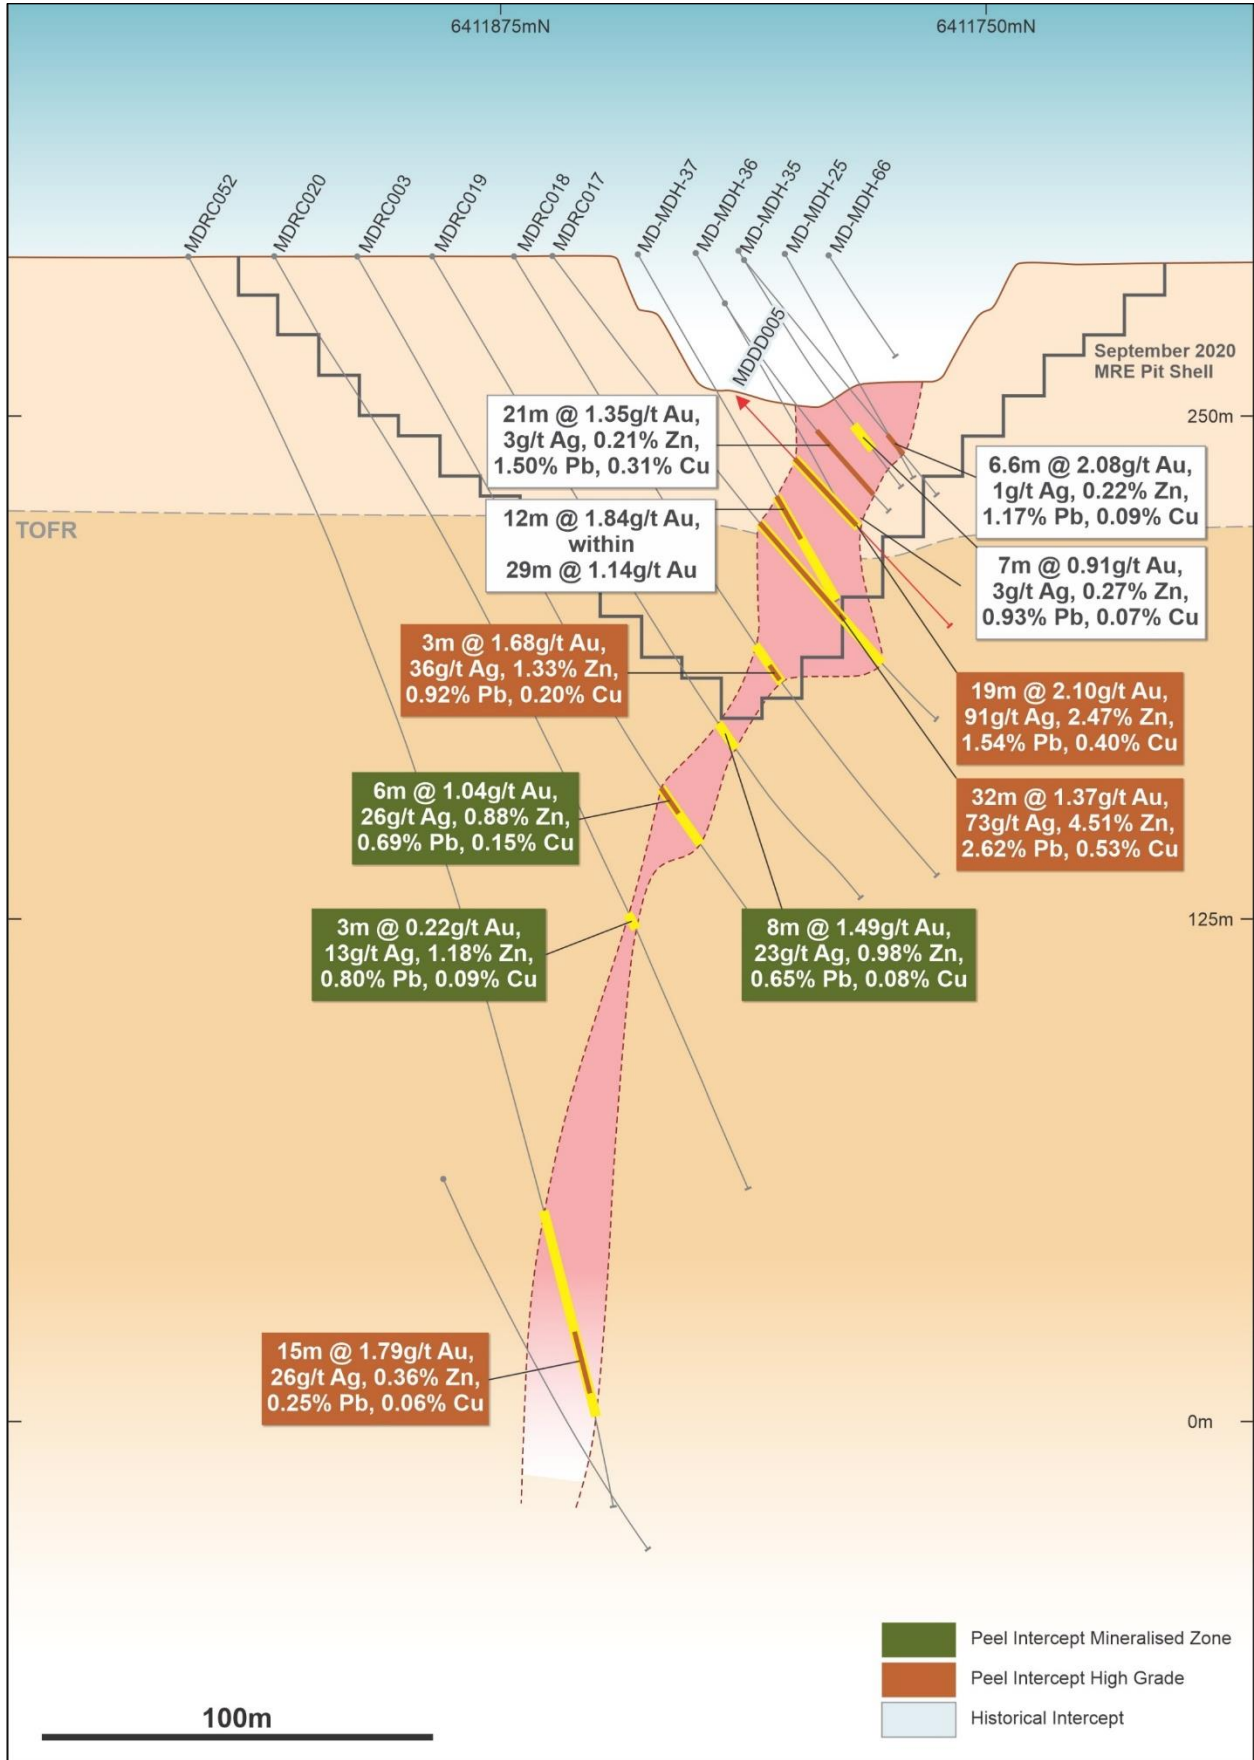 6411875mN
6411750mN
MDRC052
MDRC020
MDRC003
MDRC019
MDRC018
MDRC017
MD-MDH-37
MD-MDH-36
MD-MDH-35
MD-MDH-25
MD-MDH-66
MDDD005
September 2020
MRE Pit Shell
250m
TOFR
21m @ 1.35g/t Au,
3g/t Ag, 0.21% Zn,
1.50% Pb, 0.31% Cu
6.6m @ 2.08g/t Au,
1g/t Ag, 0.22% Zn,
1.17% Pb, 0.09% Cu
12m @ 1.84g/t Au,
within
29m @ 1.14g/t Au
7m @ 0.91g/t Au,
3g/t Ag, 0.27% Zn,
0.93% Pb, 0.07% Cu
3m @ 1.68g/t Au,
36g/t Ag, 1.33% Zn,
0.92% Pb, 0.20% Cu
19m @ 2.10g/t Au,
91g/t Ag, 2.47% Zn,
1.54% Pb, 0.40% Cu
6m @ 1.04g/t Au,
26g/t Ag, 0.88% Zn,
0.69% Pb, 0.15% Cu
32m @ 1.37g/t Au,
73g/t Ag, 4.51% Zn,
2.62% Pb, 0.53% Cu
3m @ 0.22g/t Au,
13g/t Ag, 1.18% Zn,
0.80% Pb, 0.09% Cu
8m @ 1.49g/t Au,
23g/t Ag, 0.98% Zn,
0.65% Pb, 0.08% Cu
125m
15m @ 1.79g/t Au,
26g/t Ag, 0.36% Zn,
0.25% Pb, 0.06% Cu
0m
Peel Intercept Mineralised Zone
Peel Intercept High Grade
Historical Intercept
100m